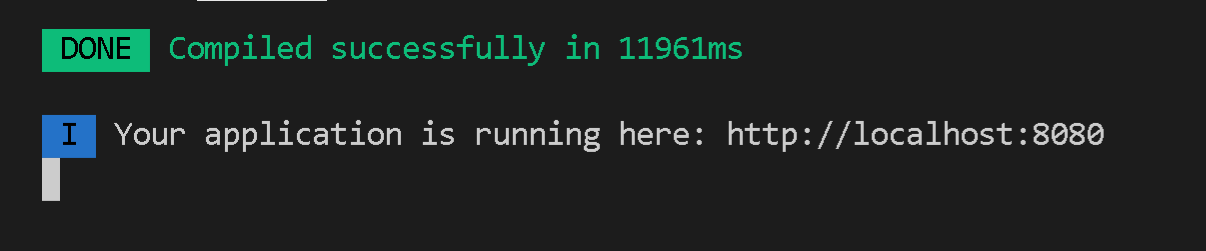 DONE Compiled successfully in 11961ms
I Your application is running here: http://localhost:8080